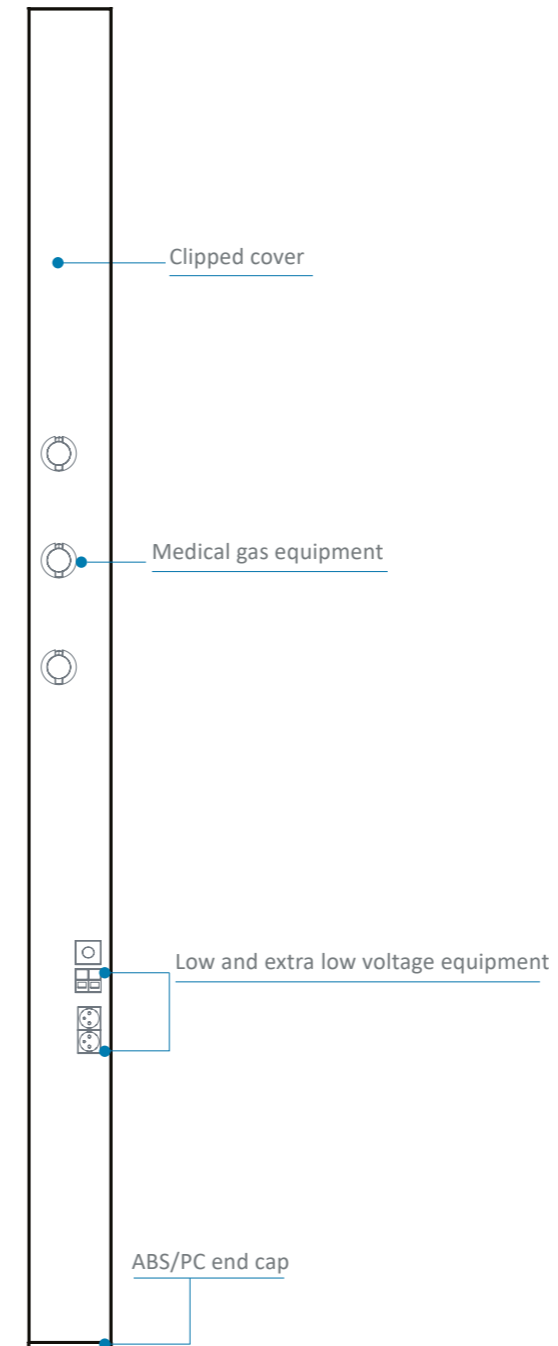 Clipped cover
Medical gas equipment
Low and extra low voltage equipment
ABS/PC end cap